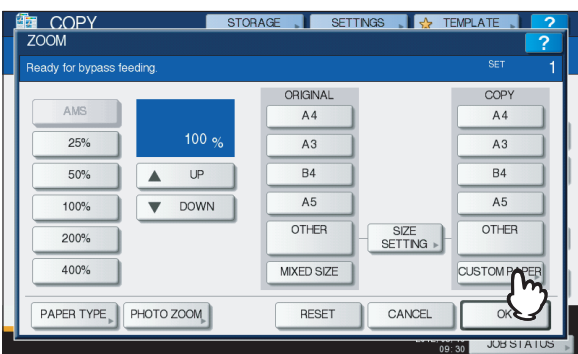 COPY STORAGE SETTINGS TEMPLATE ?
ZOOM ?
Ready for bypass feeding. SET 1
ORIGINAL COPY
AMS 100 % A4 A4
25% A3 A3
50% UP B4 B4
100% DOWN A5 A5
200% OTHER SIZE SETTING OTHER
400% MIXED SIZE CUSTOM PAPER
PAPER TYPE PHOTO ZOOM RESET CANCEL OK
09:30 JOB STATUS